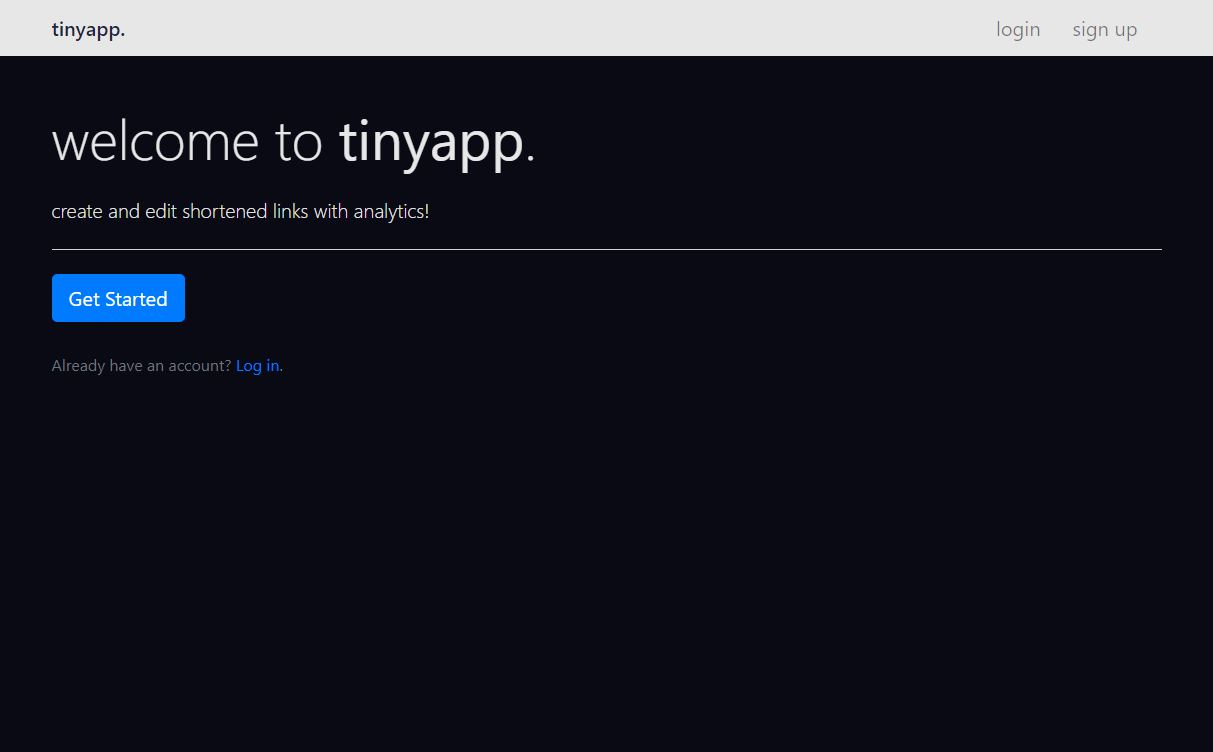 tinyapp.
login
sign up
welcome to tinyapp.
create and edit shortened links with analytics!
Get Started
Already have an account? Log in.